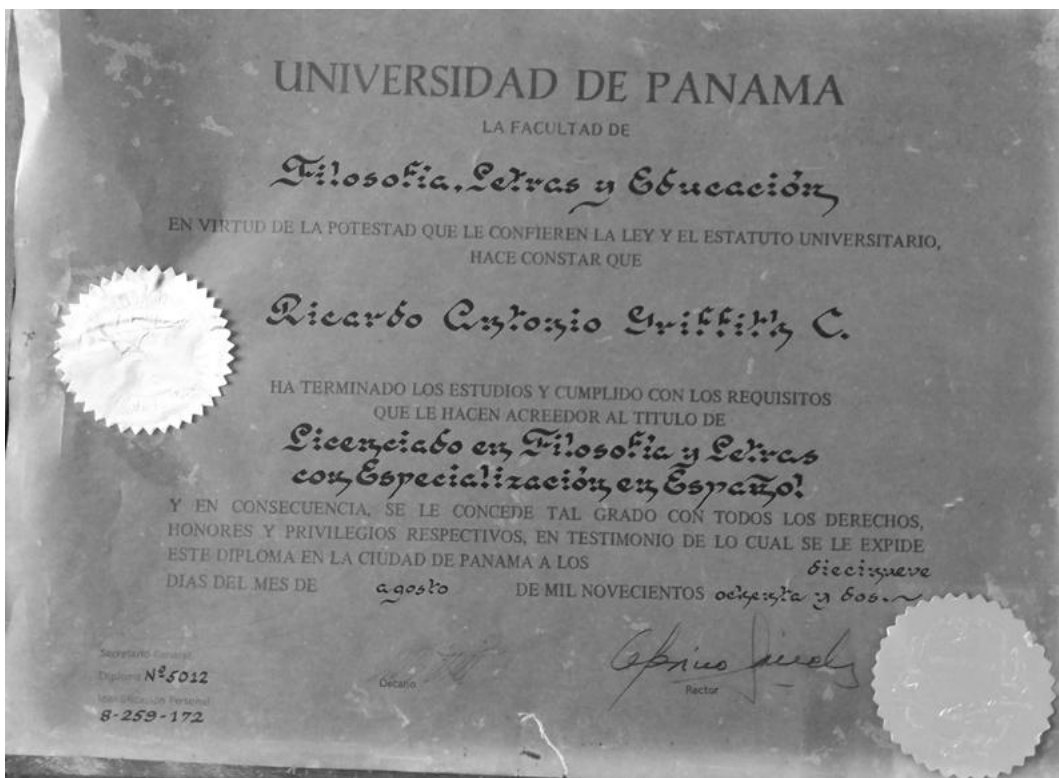 UNIVERSIDAD DE PANAMA
LA FACULTAD DE
Filosofía, Letras y Educación
EN VIRTUD DE LA POTESTAD QUE LE CONFIEREN LA LEY Y EL ESTATUTO UNIVERSITARIO,
HACE CONSTAR QUE
Ricardo Antonio Griffith C.
HA TERMINADO LOS ESTUDIOS Y CUMPLIDO CON LOS REQUISITOS
QUE LE HACEN ACREEDOR AL TITULO DE
Licenciado en Filosofía y Letras
con Especialización en Español
Y EN CONSECUENCIA, SE LE CONCEDE TAL GRADO CON TODOS LOS DERECHOS,
HONORES Y PRIVILEGIOS RESPECTIVOS, EN TESTIMONIO DE LO CUAL SE LE EXPIDE
ESTE DIPLOMA EN LA CIUDAD DE PANAMA A LOS diecinueve
DIAS DEL MES DE agosto DE MIL NOVECIENTOS ochenta y dos.
Secretario General
Diploma Nº 5012
Identificación Personal
8-259-172
Decano
Rector